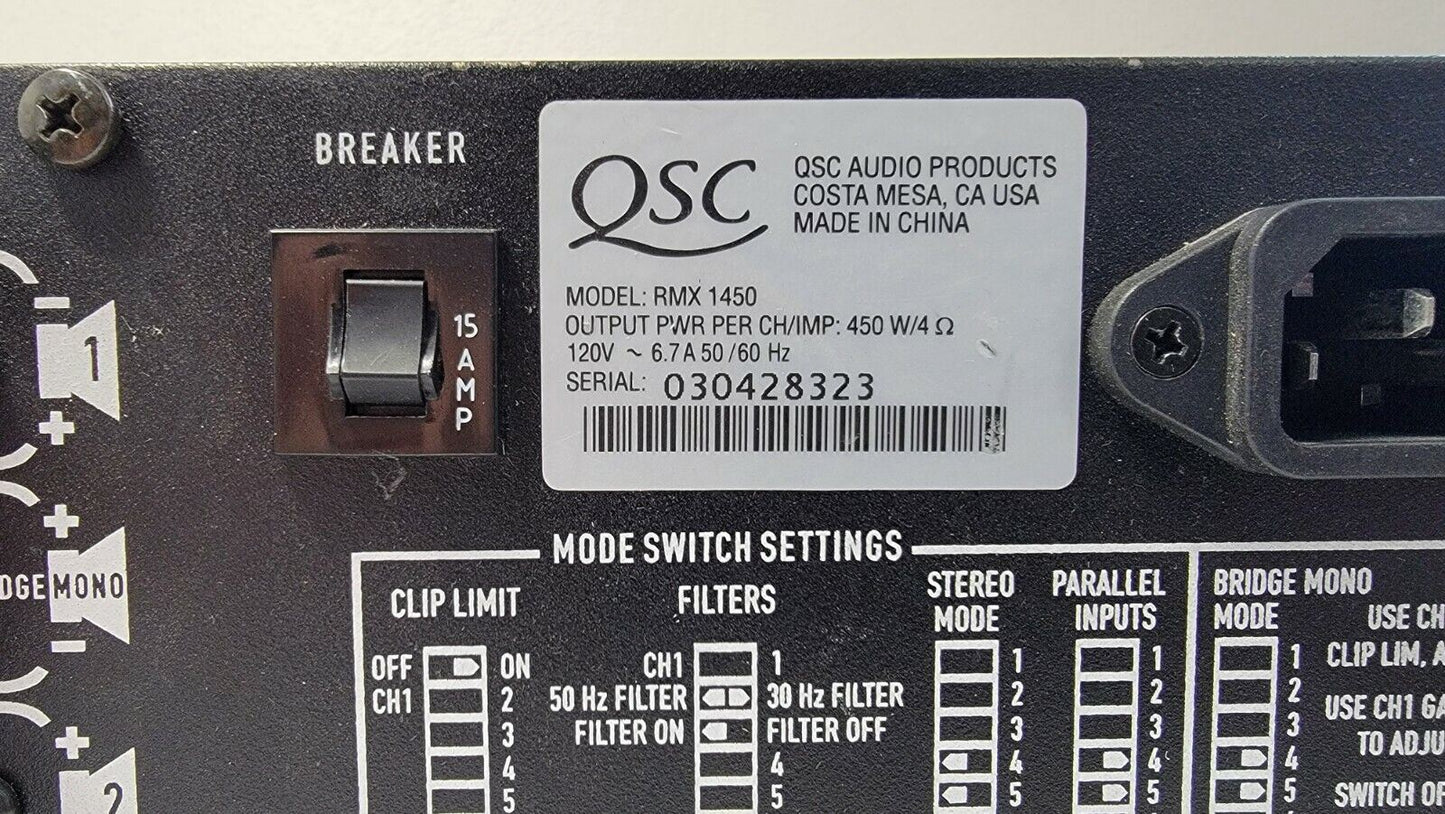 BREAKER
15
AMP
QSC
QSC AUDIO PRODUCTS
COSTA MESA, CA USA
MADE IN CHINA
MODEL: RMX 1450
OUTPUT PWR PER CH/IMP: 450 W/4 Ω
120V ~ 6.7 A 50 /60 Hz
SERIAL: 030428323
1
+
+
DGE MONO
+
2
MODE SWITCH SETTINGS
CLIP LIMIT
OFF ON
CH1 2
3
4
5
FILTERS
CH1 1
50 Hz FILTER 30 Hz FILTER
FILTER ON FILTER OFF
4
5
STEREO
MODE
1
2
3
4
5
PARALLEL
INPUTS
1
2
3
4
5
BRIDGE MONO
MODE
1
2
3
4
5
USE CH
CLIP LIM, A
USE CH1 GA
TO ADJU
SWITCH OF